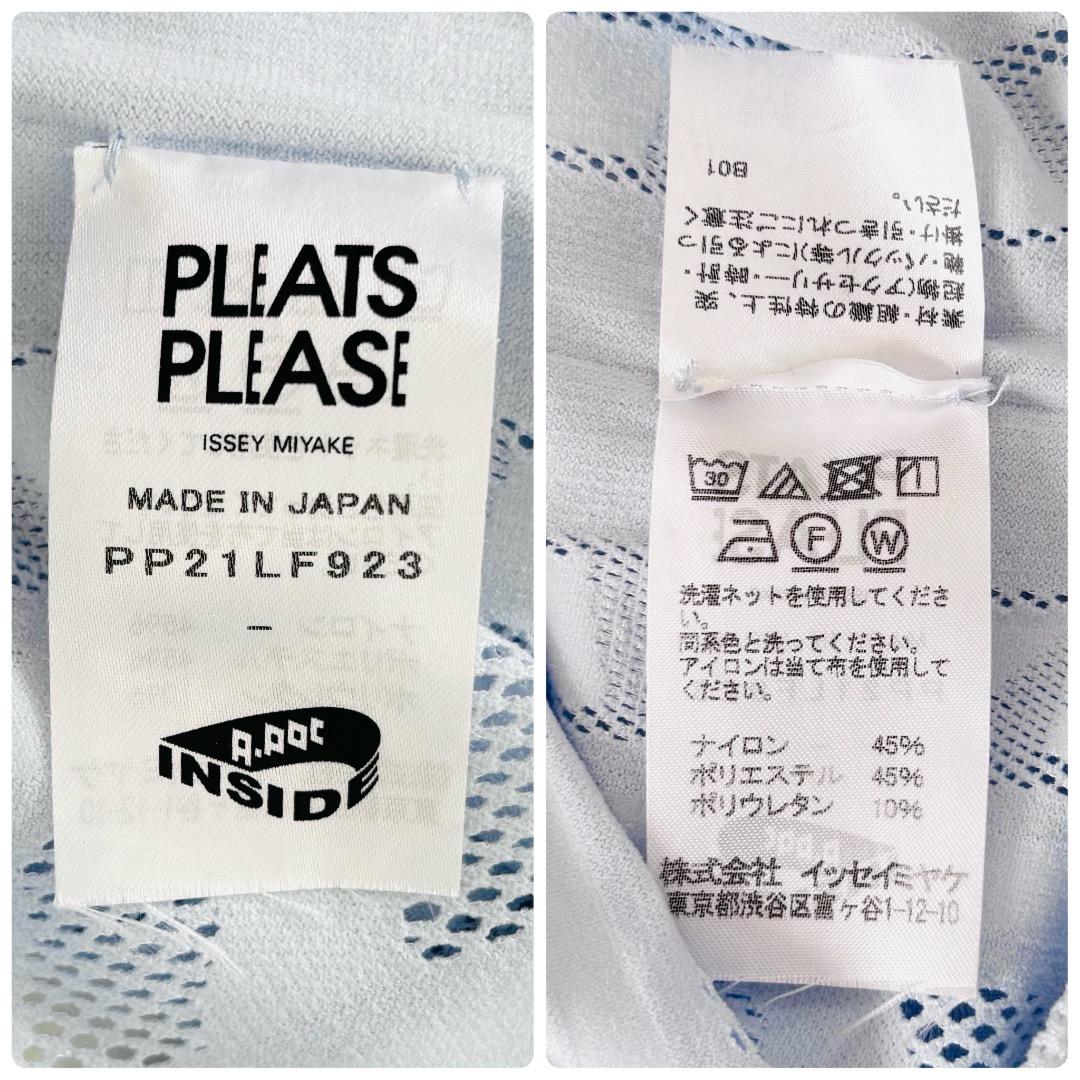 PLEATS
PLEASE
ISSEY MIYAKE
MADE IN JAPAN
PP21LF923
-
A.POC
INSIDE
素材・組織の特性上、突
起物(アクセサリー・時計・
鞄・バックル等)による引っ
掛け・引きつれにご注意く
ださい。
B01
30
1
F W
洗濯ネットを使用してくださ
い。
同系色と洗ってください。
アイロンは当て布を使用して
ください。
ナイロン 45%
ポリエステル 45%
ポリウレタン 10%
株式会社 イッセイミヤケ
東京都渋谷区富ヶ谷1-12-10